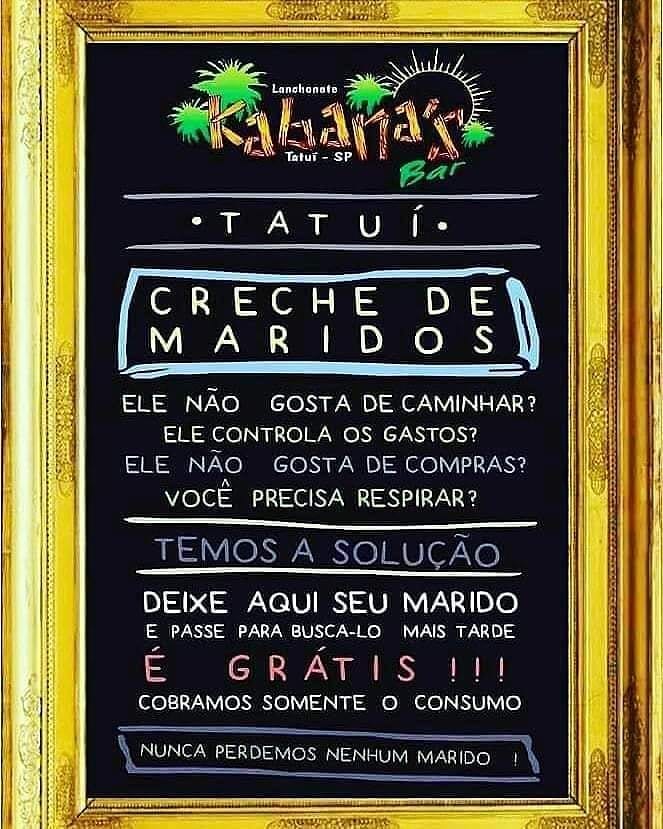 Lanchonete
Kabana's
Tatuí - SP
Bar
• TATUÍ •
CRECHE DE
MARIDOS
ELE NÃO GOSTA DE CAMINHAR?
ELE CONTROLA OS GASTOS?
ELE NÃO GOSTA DE COMPRAS?
VOCÊ PRECISA RESPIRAR?
TEMOS A SOLUÇÃO
DEIXE AQUI SEU MARIDO
E PASSE PARA BUSCA-LO MAIS TARDE
É GRÁTIS !!!
COBRAMOS SOMENTE O CONSUMO
NUNCA PERDEMOS NENHUM MARIDO !